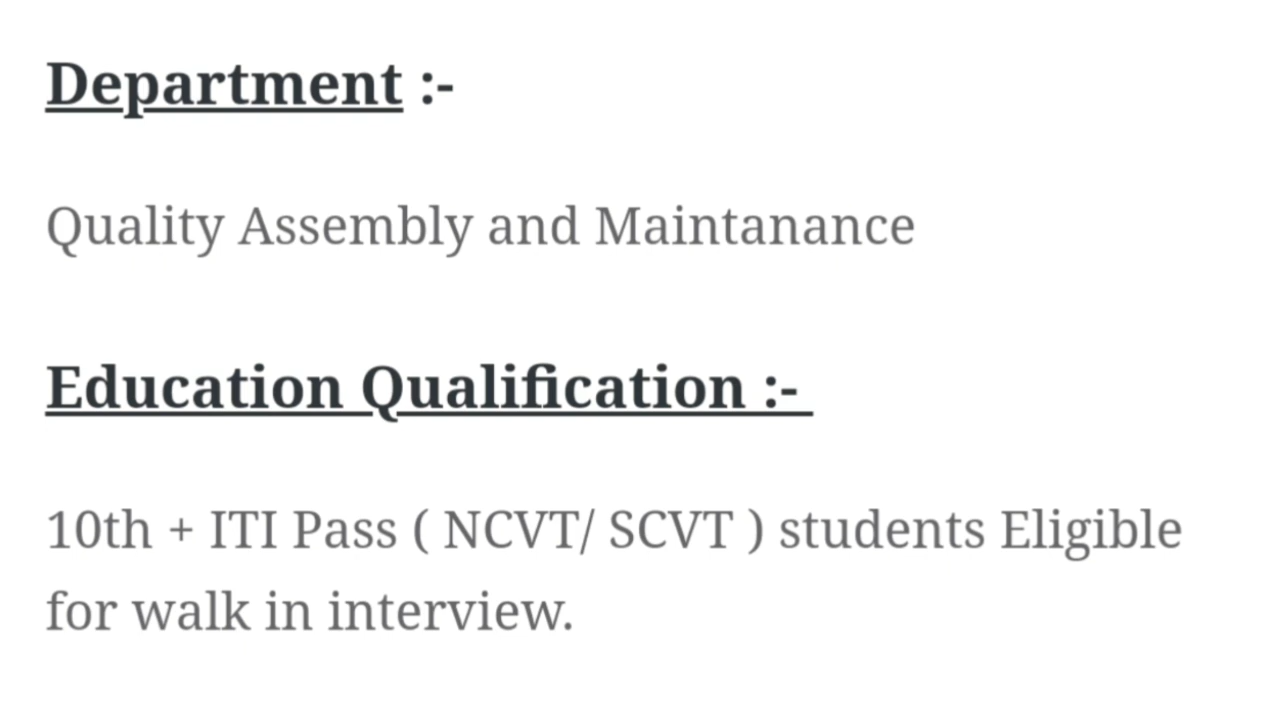 Department :-
Quality Assembly and Maintanance
Education Qualification :-
10th + ITI Pass ( NCVT/ SCVT ) students Eligible
for walk in interview.